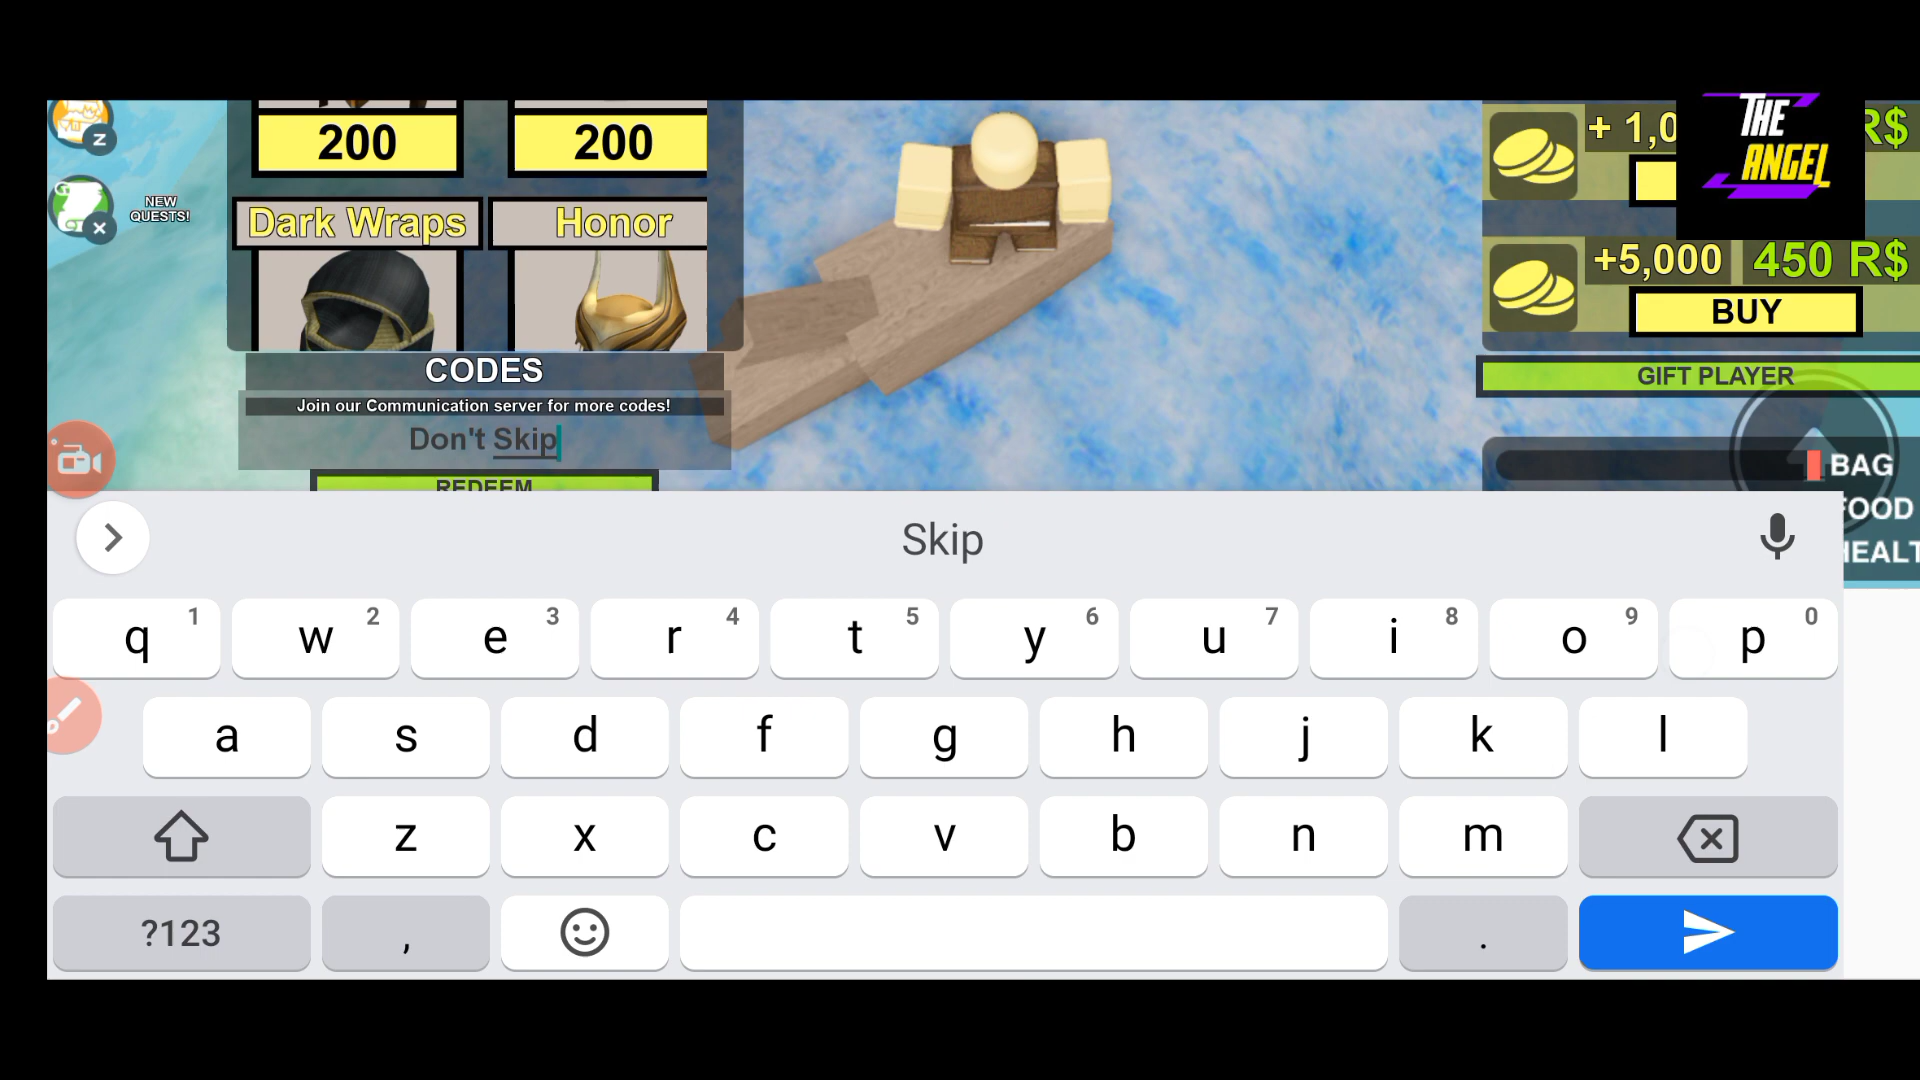 200
200
Z
X
NEW
QUESTS!
Dark Wraps
Honor
CODES
Join our Communication server for more codes!
Don't Skip
REDEEM
+ 1,0
R$
THE
ANGEL
+5,000
450 R$
BUY
GIFT PLAYER
BAG
FOOD
HEALT
Skip
q 1 w 2 e 3 r 4 t 5 y 6 u 7 i 8 o 9 p 0
a s d f g h j k l
z x c v b n m
?123 , .